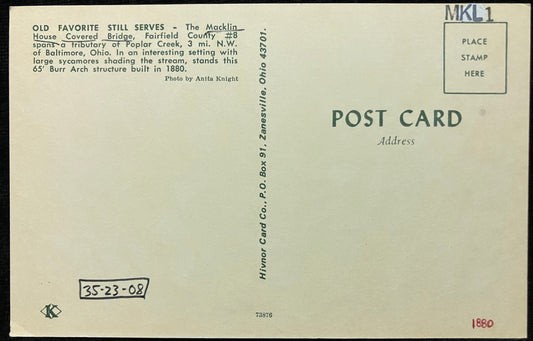 OLD FAVORITE STILL SERVES - The Macklin
House Covered Bridge, Fairfield County #8
spans a tributary of Poplar Creek, 3 mi. N.W.
of Baltimore, Ohio. In an interesting setting with
large sycamores shading the stream, stands this
65' Burr Arch structure built in 1880.
Photo by Anita Knight
Hivnor Card Co., P.O. Box 91, Zanesville, Ohio 43701.
MKL1
PLACE
STAMP
HERE
POST CARD
Address
35-23-08
K
73876
1880